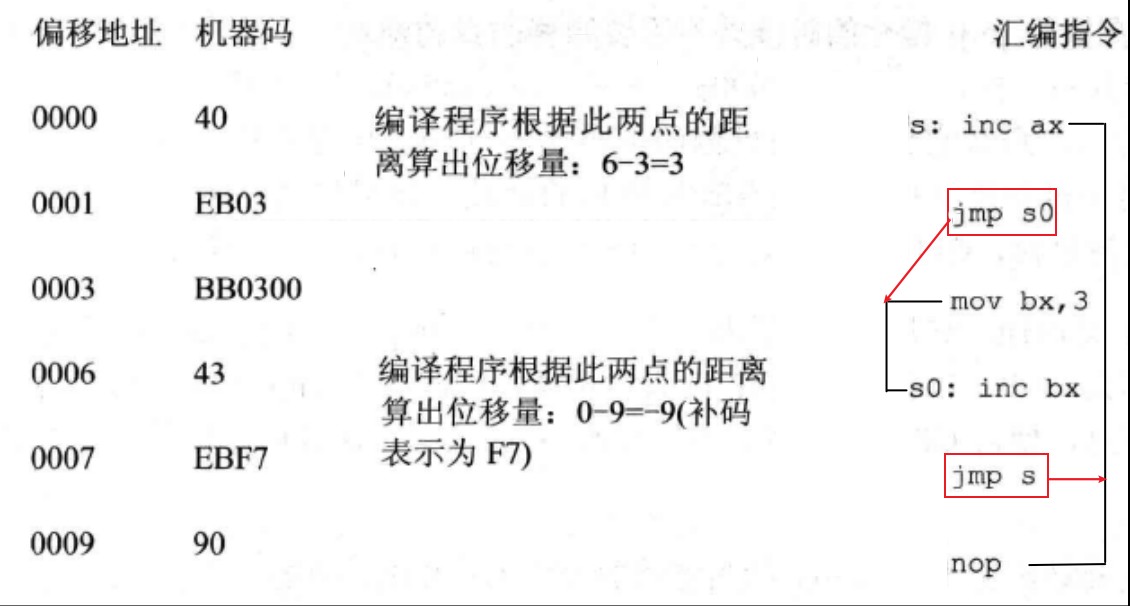 偏移地址 机器码 汇编指令
0000 40 编译程序根据此两点的距 s: inc ax
离算出位移量：6-3=3
0001 EB03 jmp s0
0003 BB0300 mov bx,3
0006 43 编译程序根据此两点的距离 s0: inc bx
算出位移量：0-9=-9(补码
0007 EBF7 表示为 F7) jmp s
0009 90 nop